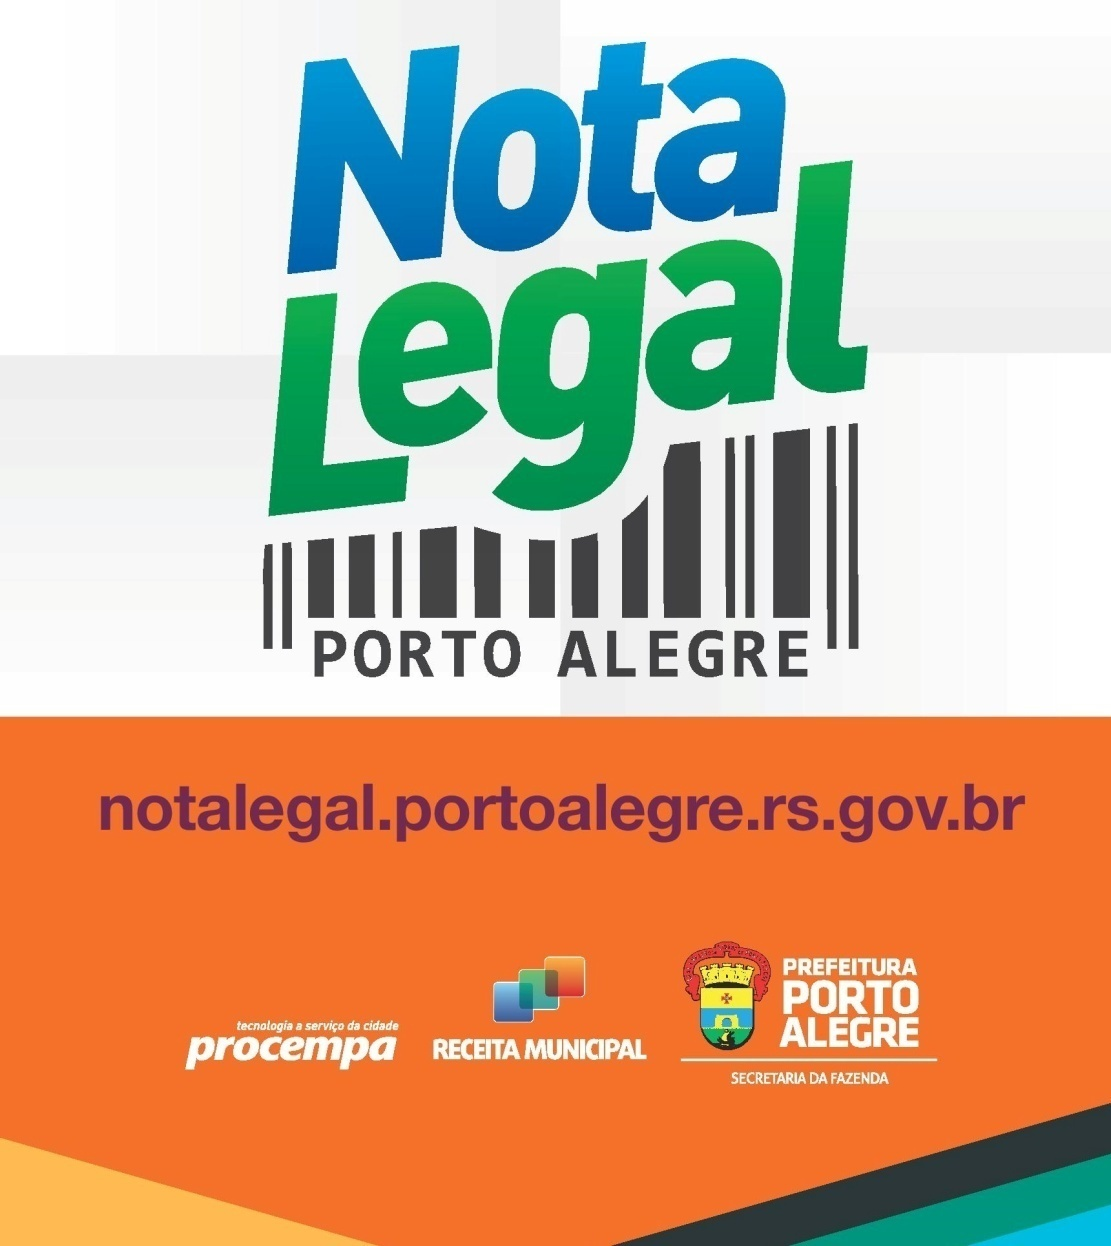 Nota
Legal
PORTO ALEGRE
notalegal.portoalegre.rs.gov.br
tecnologia a serviço da cidade
procempa
RECEITA MUNICIPAL
PREFEITURA
PORTO
ALEGRE
SECRETARIA DA FAZENDA